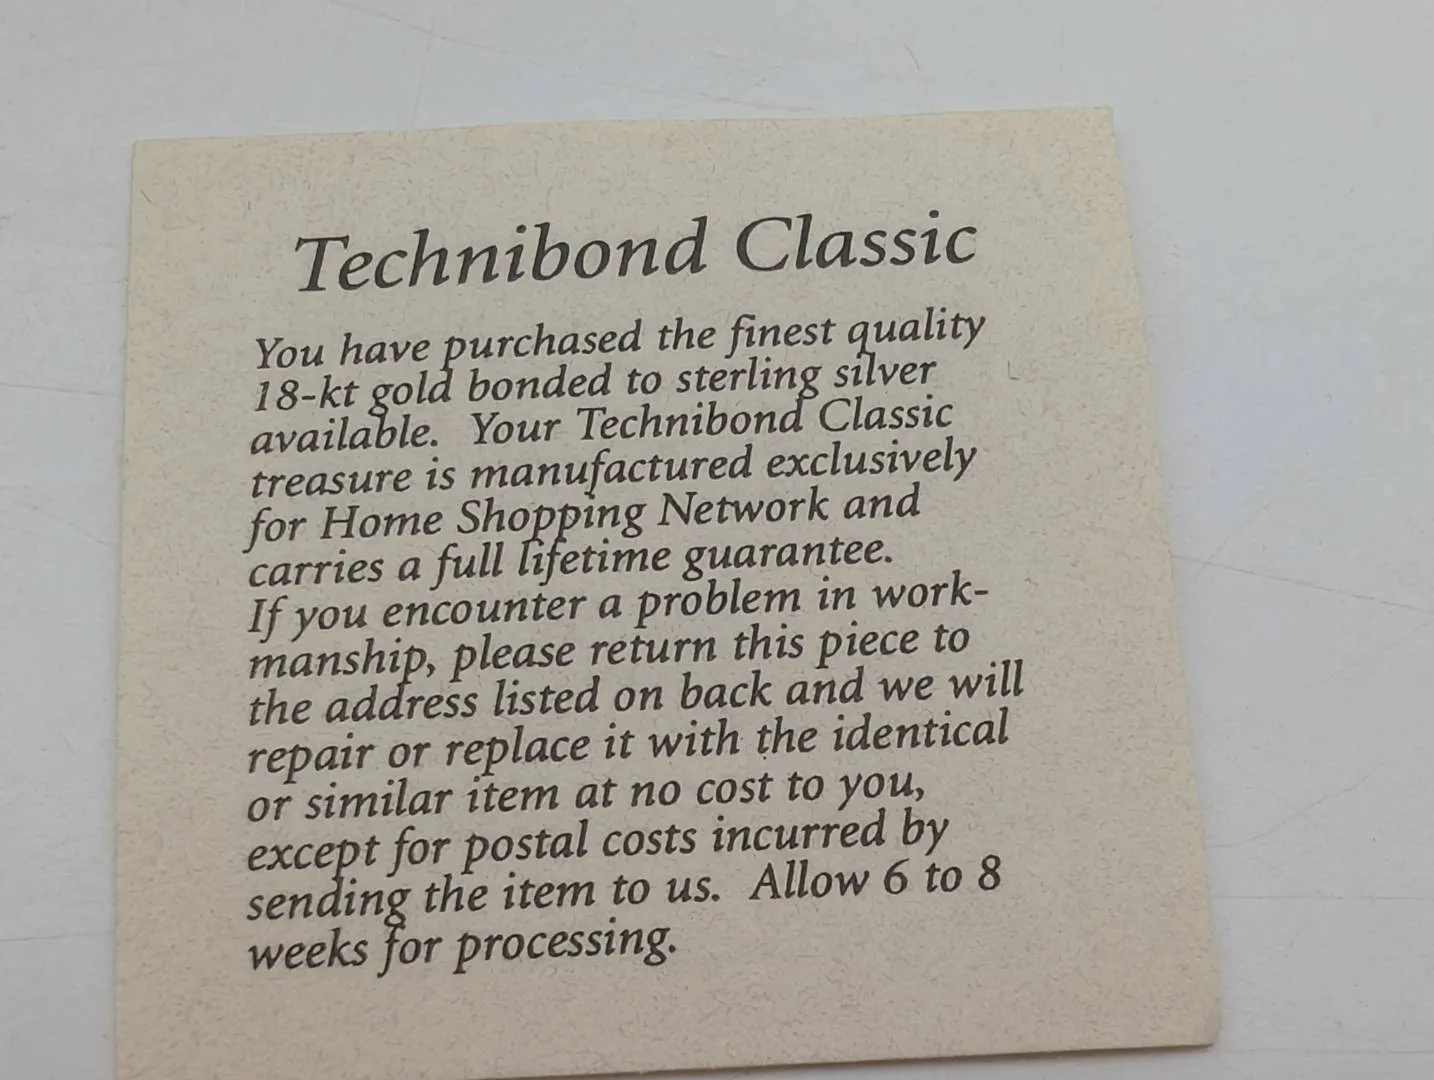 Technibond Classic
You have purchased the finest quality
18-kt gold bonded to sterling silver
available. Your Technibond Classic
treasure is manufactured exclusively
for Home Shopping Network and
carries a full lifetime guarantee.
If you encounter a problem in work-
manship, please return this piece to
the address listed on back and we will
repair or replace it with the identical
or similar item at no cost to you,
except for postal costs incurred by
sending the item to us. Allow 6 to 8
weeks for processing.